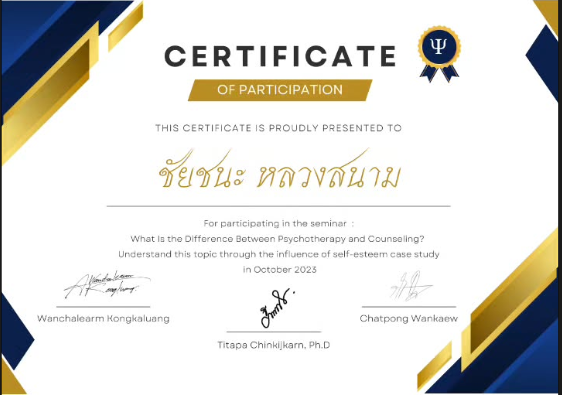 CERTIFICATE
Ψ
OF PARTICIPATION
THIS CERTIFICATE IS PROUDLY PRESENTED TO
ชัยชนะ หลวงสนาม
For participating in the seminar :
What Is the Difference Between Psychotherapy and Counseling?
Understand this topic through the influence of self-esteem case study
in October 2023
Wanchalearm Kongkaluang
Titapa Chinkijkarn, Ph.D
Chatpong Wankaew